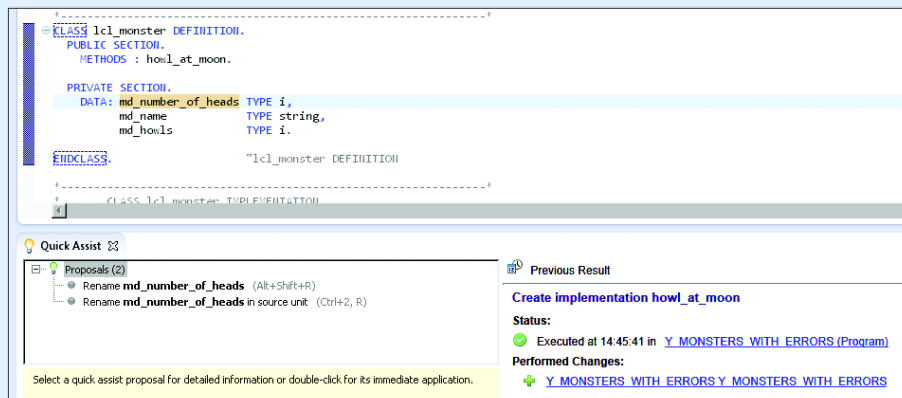 *----------------------------------------------------------------*
CLASS lcl_monster DEFINITION.
PUBLIC SECTION.
METHODS : howl_at_moon.
PRIVATE SECTION.
DATA: md_number_of_heads TYPE i,
md_name TYPE string,
md_howls TYPE i.
ENDCLASS. "lcl_monster DEFINITION
*----------------------------------------------------------------*
* CLASS lcl_monster IMPLEMENTATION
Quick Assist
Proposals (2)
Rename md_number_of_heads (Alt+Shift+R)
Rename md_number_of_heads in source unit (Ctrl+2, R)
Select a quick assist proposal for detailed information or double-click for its immediate application.
Previous Result
Create implementation howl_at_moon
Status:
Executed at 14:45:41 in Y_MONSTERS_WITH_ERRORS (Program)
Performed Changes:
Y_MONSTERS_WITH_ERRORS Y_MONSTERS_WITH_ERRORS